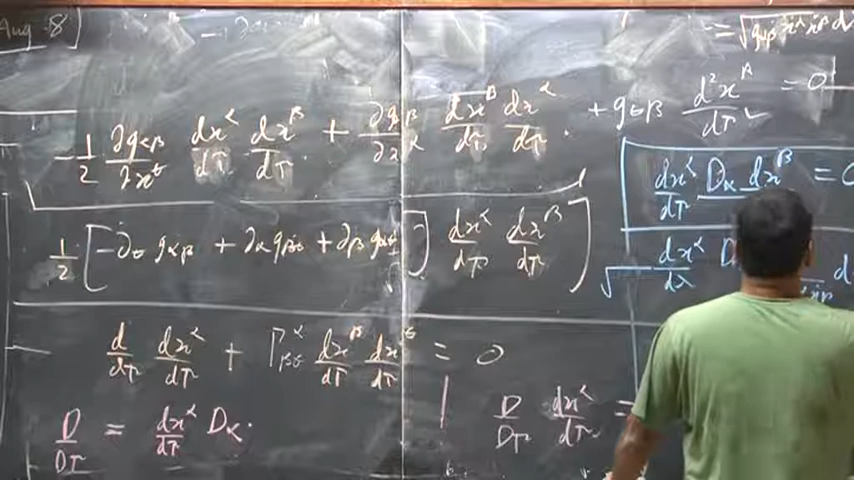 Aug 8)
= √(g_{αβ} ẋ^α ẋ^β) d
-1/2 ∂g_{αβ}/∂x^σ dx^α/dτ dx^β/dτ + ∂g_{σβ}/∂x^α dx^β/dτ dx^α/dτ + g_{σβ} d²x^β/dτ² = 0
dx^α/dτ D_α dx^β = 0
1/2 [-∂_σ g_{αβ} + ∂_α g_{βσ} + ∂_β g_{ασ}] dx^α/dτ dx^β/dτ ]
√ dx^α/dλ D
d/dτ dx^α/dτ + Γ^α_{βσ} dx^β/dτ dx^σ/dτ = 0
D/Dτ = dx^α/dτ D_α. | D/Dτ dx^α/dτ =